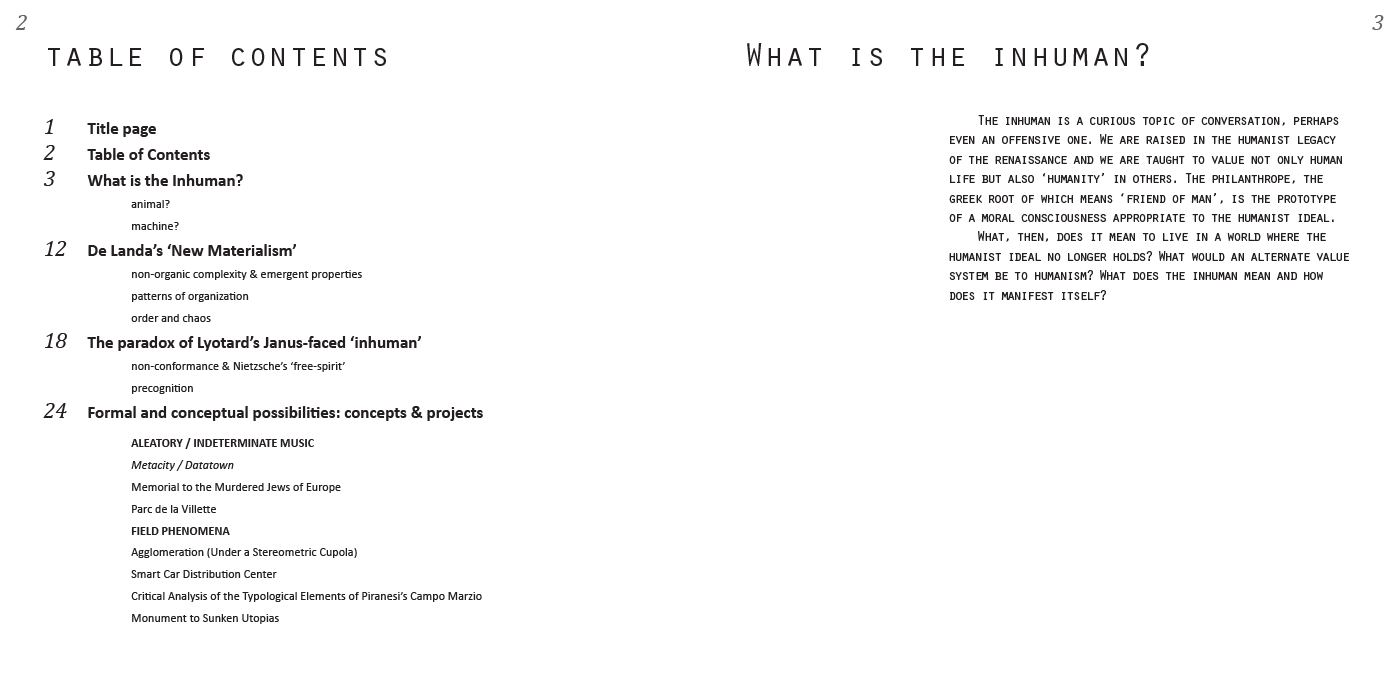 2
TABLE OF CONTENTS
1 Title page
2 Table of Contents
3 What is the Inhuman?
animal?
machine?
12 De Landa's 'New Materialism'
non-organic complexity & emergent properties
patterns of organization
order and chaos
18 The paradox of Lyotard's Janus-faced 'inhuman'
non-conformance & Nietzsche's 'free-spirit'
precognition
24 Formal and conceptual possibilities: concepts & projects
ALEATORY / INDETERMINATE MUSIC
Metacity / Datatown
Memorial to the Murdered Jews of Europe
Parc de la Villette
FIELD PHENOMENA
Agglomeration (Under a Stereometric Cupola)
Smart Car Distribution Center
Critical Analysis of the Typological Elements of Piranesi's Campo Marzio
Monument to Sunken Utopias
3
WHAT IS THE INHUMAN?
THE INHUMAN IS A CURIOUS TOPIC OF CONVERSATION, PERHAPS
EVEN AN OFFENSIVE ONE. WE ARE RAISED IN THE HUMANIST LEGACY
OF THE RENAISSANCE AND WE ARE TAUGHT TO VALUE NOT ONLY HUMAN
LIFE BUT ALSO 'HUMANITY' IN OTHERS. THE PHILANTHROPE, THE
GREEK ROOT OF WHICH MEANS 'FRIEND OF MAN', IS THE PROTOTYPE
OF A MORAL CONSCIOUSNESS APPROPRIATE TO THE HUMANIST IDEAL.
WHAT, THEN, DOES IT MEAN TO LIVE IN A WORLD WHERE THE
HUMANIST IDEAL NO LONGER HOLDS? WHAT WOULD AN ALTERNATE VALUE
SYSTEM BE TO HUMANISM? WHAT DOES THE INHUMAN MEAN AND HOW
DOES IT MANIFEST ITSELF?